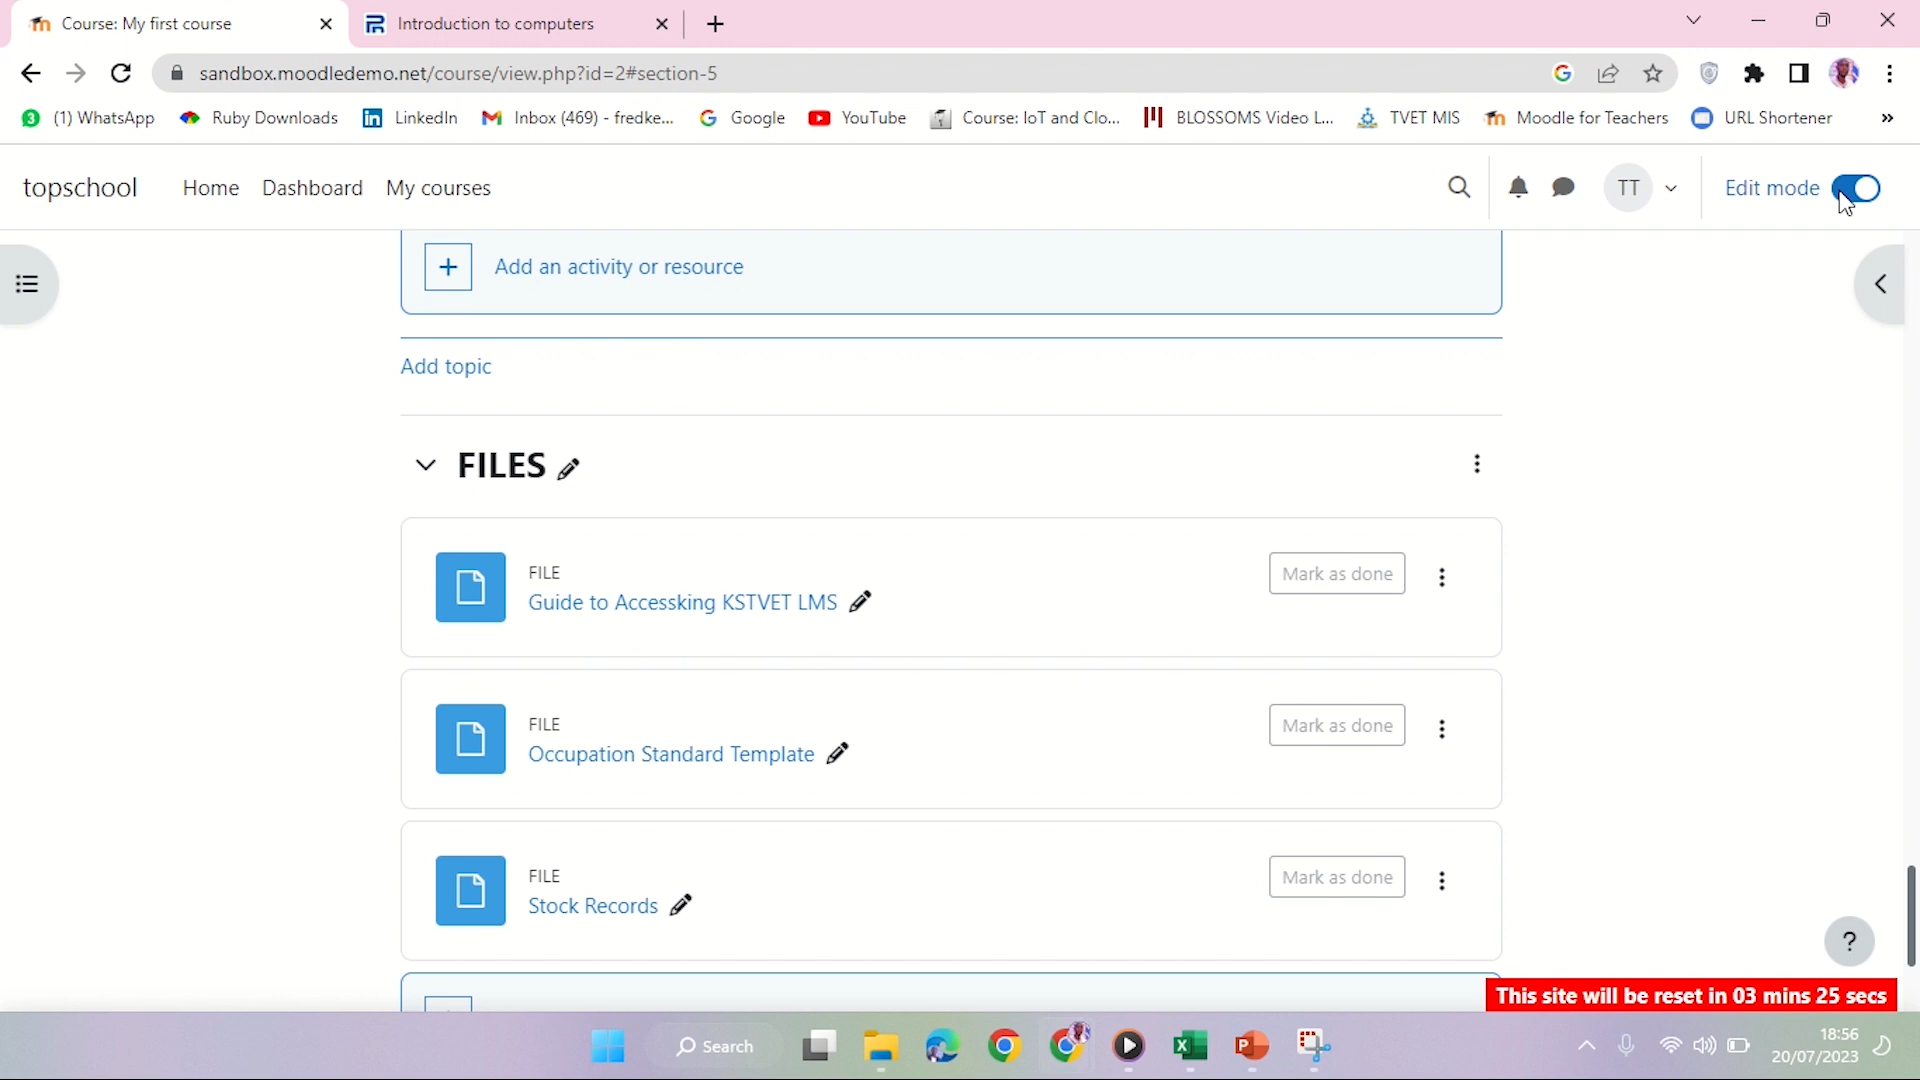 Course: My first course
Introduction to computers
sandbox.moodledemo.net/course/view.php?id=2#section-5
(1) WhatsApp
Ruby Downloads
LinkedIn
Inbox (469) - fredke...
Google
YouTube
Course: IoT and Clo...
BLOSSOMS Video L...
TVET MIS
Moodle for Teachers
URL Shortener
»
topschool
Home
Dashboard
My courses
TT
Edit mode
Add an activity or resource
Add topic
FILES
FILE
Mark as done
Guide to Accessking KSTVET LMS
FILE
Mark as done
Occupation Standard Template
FILE
Mark as done
Stock Records
?
This site will be reset in 03 mins 25 secs
Search
18:56
20/07/2023